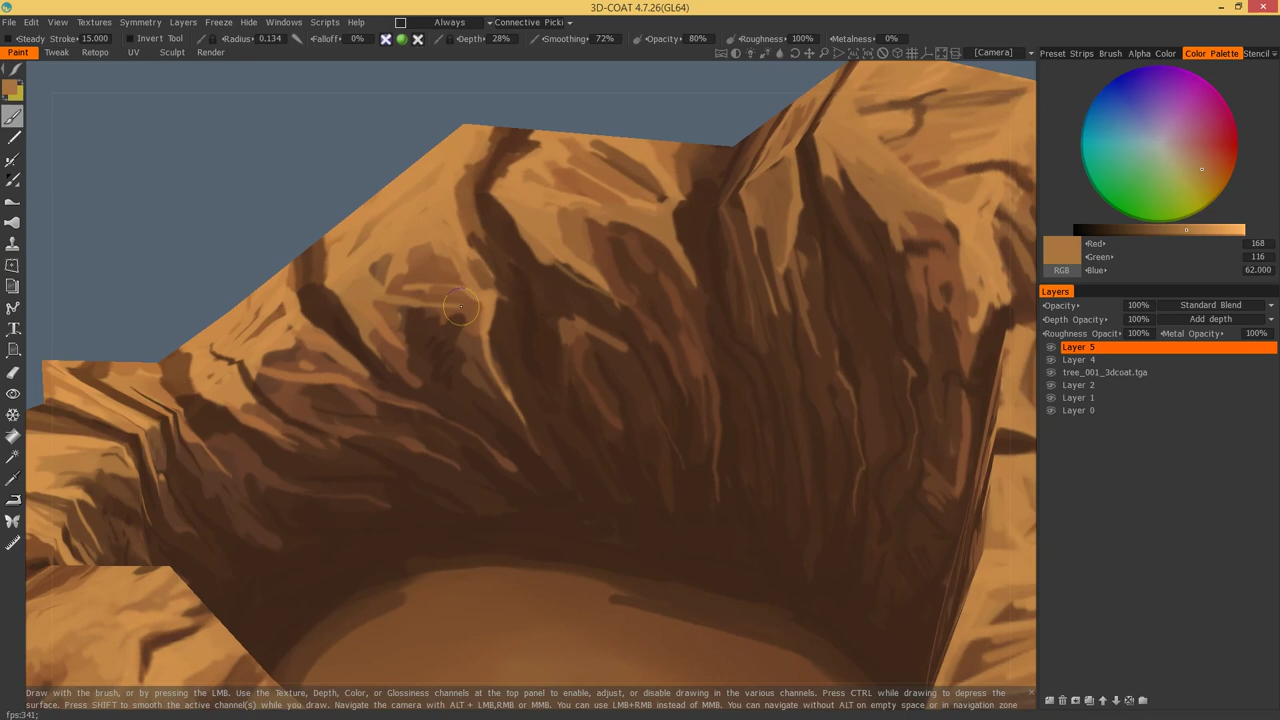 3D-COAT 4.7.26(GL64)
File Edit View Textures Symmetry Layers Freeze Hide Windows Scripts Help Always Connective Picki
Steady Stroke 15.000 Invert Tool Radius 0.134 Falloff 0% Depth 28% Smoothing 72% Opacity 80% Roughness 100% Metalness 0%
Paint Tweak Retopo UV Sculpt Render [Camera] Preset Strips Brush Alpha Color Color Palette Stencil
Red 168
Green 116
RGB Blue 62.000
Layers
Opacity 100% Standard Blend
Depth Opacity 100% Add depth
Roughness Opacit 100% Metal Opacity 100%
Layer 5
Layer 4
tree_001_3dcoat.tga
Layer 2
Layer 1
Layer 0
Draw with the brush, or by pressing the LMB. Use the Texture, Depth, Color, or Glossiness channels at the top panel to enable, adjust, or disable drawing in the various channels. Press CTRL while drawing to depress the
surface. Press SHIFT to smooth the active channel(s) while you draw. Navigate the camera with ALT + LMB,RMB or MMB. You can use LMB+RMB instead of MMB. You can navigate without ALT on empty space or in navigation zone
fps:341;